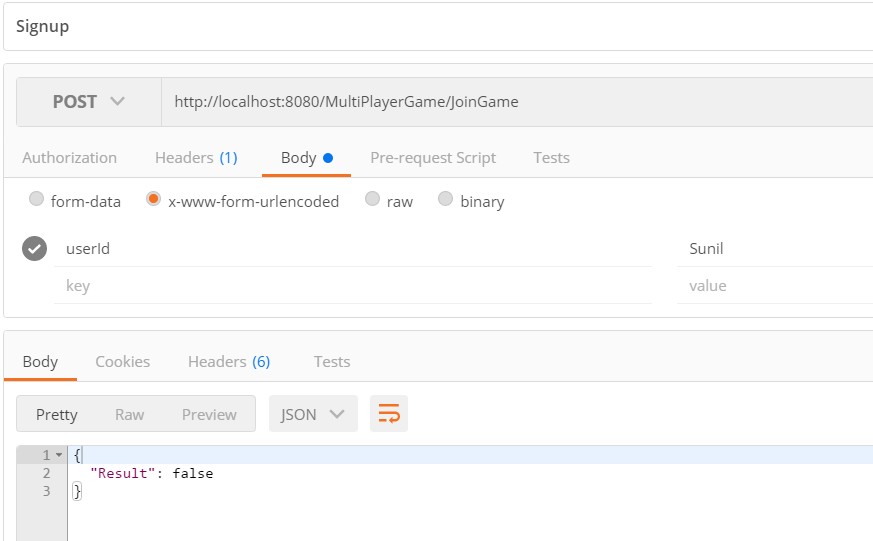 Signup
POST http://localhost:8080/MultiPlayerGame/JoinGame
Authorization Headers (1) Body Pre-request Script Tests
form-data x-www-form-urlencoded raw binary
userId Sunil
key value
Body Cookies Headers (6) Tests
Pretty Raw Preview JSON
1 {
2 "Result": false
3 }